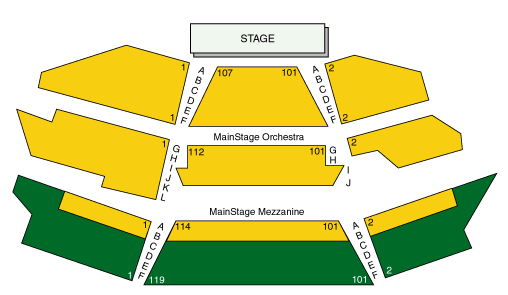 STAGE
1 A 107 101 A 2
B B
C C
D D
E E
1 F F 2
MainStage Orchestra
1 G 112 101 G 2
H H
I I
J J
K
L
MainStage Mezzanine
1 A 114 101 A 2
B B
C C
D D
E E
1 F 119 101 F 2